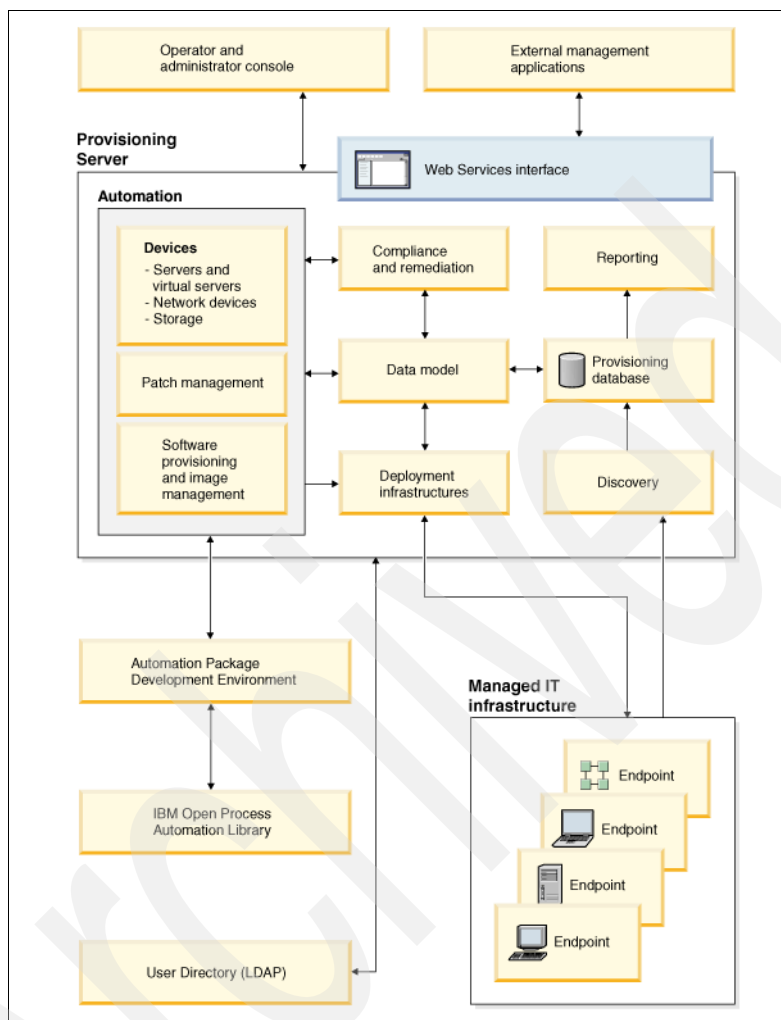 Operator and
administrator console
External management
applications
Provisioning
Server
Web Services interface
Automation
Devices
- Servers and
virtual servers
- Network devices
- Storage
Compliance
and remediation
Reporting
Patch management
Data model
Provisioning
database
Software
provisioning
and image
management
Deployment
infrastructures
Discovery
Automation Package
Development Environment
Managed IT
infrastructure
Endpoint
Endpoint
Endpoint
Endpoint
IBM Open Process
Automation Library
User Directory (LDAP)
rchived